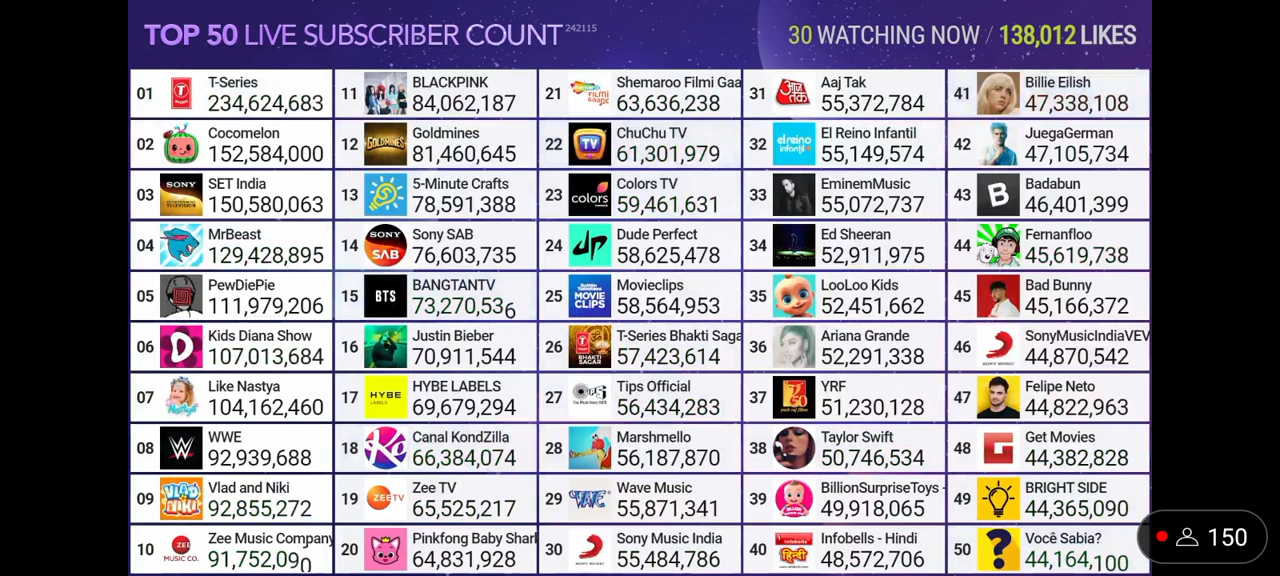 TOP 50 LIVE SUBSCRIBER COUNT 242115
30 WATCHING NOW / 138,012 LIKES
01 T-Series
234,624,683
02 Cocomelon
152,584,000
03 SET India
150,580,063
04 MrBeast
129,428,895
05 PewDiePie
111,979,206
06 Kids Diana Show
107,013,684
07 Like Nastya
104,162,460
08 WWE
92,939,688
09 Vlad and Niki
92,855,272
10 Zee Music Company
91,752,090
11 BLACKPINK
84,062,187
12 Goldmines
81,460,645
13 5-Minute Crafts
78,591,388
14 Sony SAB
76,603,735
15 BANGTANTV
73,270,536
16 Justin Bieber
70,911,544
17 HYBE LABELS
69,679,294
18 Canal KondZilla
66,384,074
19 Zee TV
65,525,217
20 Pinkfong Baby Shark
64,831,928
21 Shemaroo Filmi Gaa
63,636,238
22 ChuChu TV
61,301,979
23 Colors TV
59,461,631
24 Dude Perfect
58,625,478
25 Movieclips
58,564,953
26 T-Series Bhakti Saga
57,423,614
27 Tips Official
56,434,283
28 Marshmello
56,187,870
29 Wave Music
55,871,341
30 Sony Music India
55,484,786
31 Aaj Tak
55,372,784
32 El Reino Infantil
55,149,574
33 EminemMusic
55,072,737
34 Ed Sheeran
52,911,975
35 LooLoo Kids
52,451,662
36 Ariana Grande
52,291,338
37 YRF
51,230,128
38 Taylor Swift
50,746,534
39 BillionSurpriseToys -
49,918,065
40 Infobells - Hindi
48,572,706
41 Billie Eilish
47,338,108
42 JuegaGerman
47,105,734
43 Badabun
46,401,399
44 Fernanfloo
45,619,738
45 Bad Bunny
45,166,372
46 SonyMusicIndiaVEV
44,870,542
47 Felipe Neto
44,822,963
48 Get Movies
44,382,828
49 BRIGHT SIDE
44,365,090
50 Você Sabia?
44,164,100
150